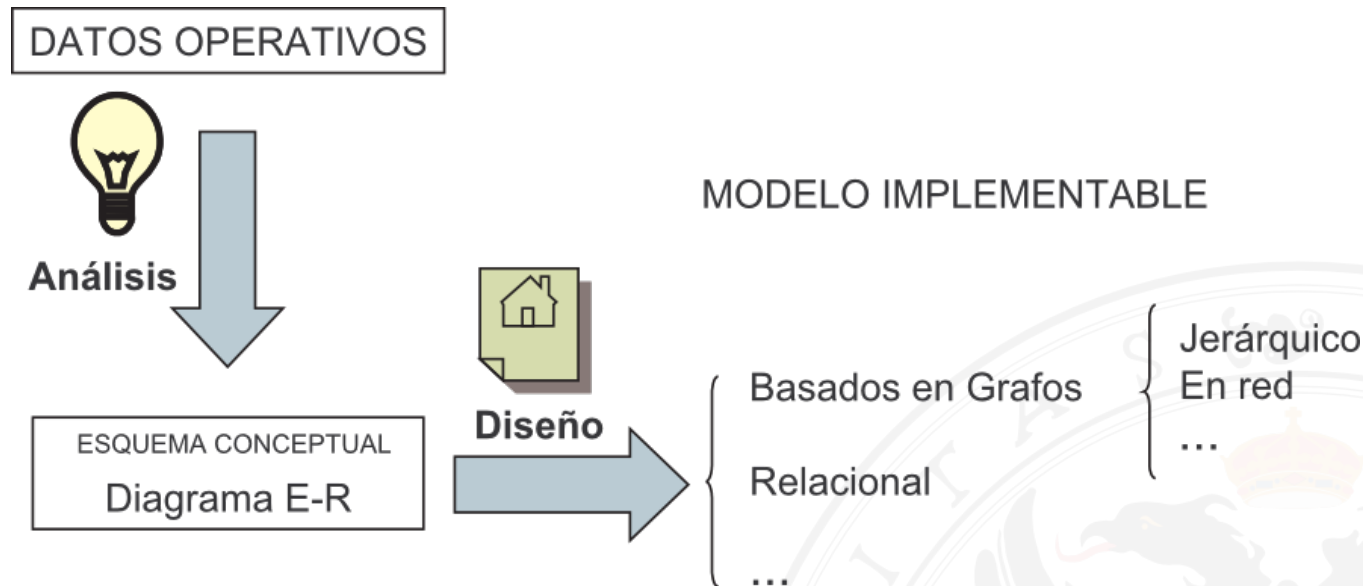 DATOS OPERATIVOS
Análisis
MODELO IMPLEMENTABLE
ESQUEMA CONCEPTUAL
Diagrama E-R
Diseño
Basados en Grafos
Relacional
...
Jerárquico
En red
...